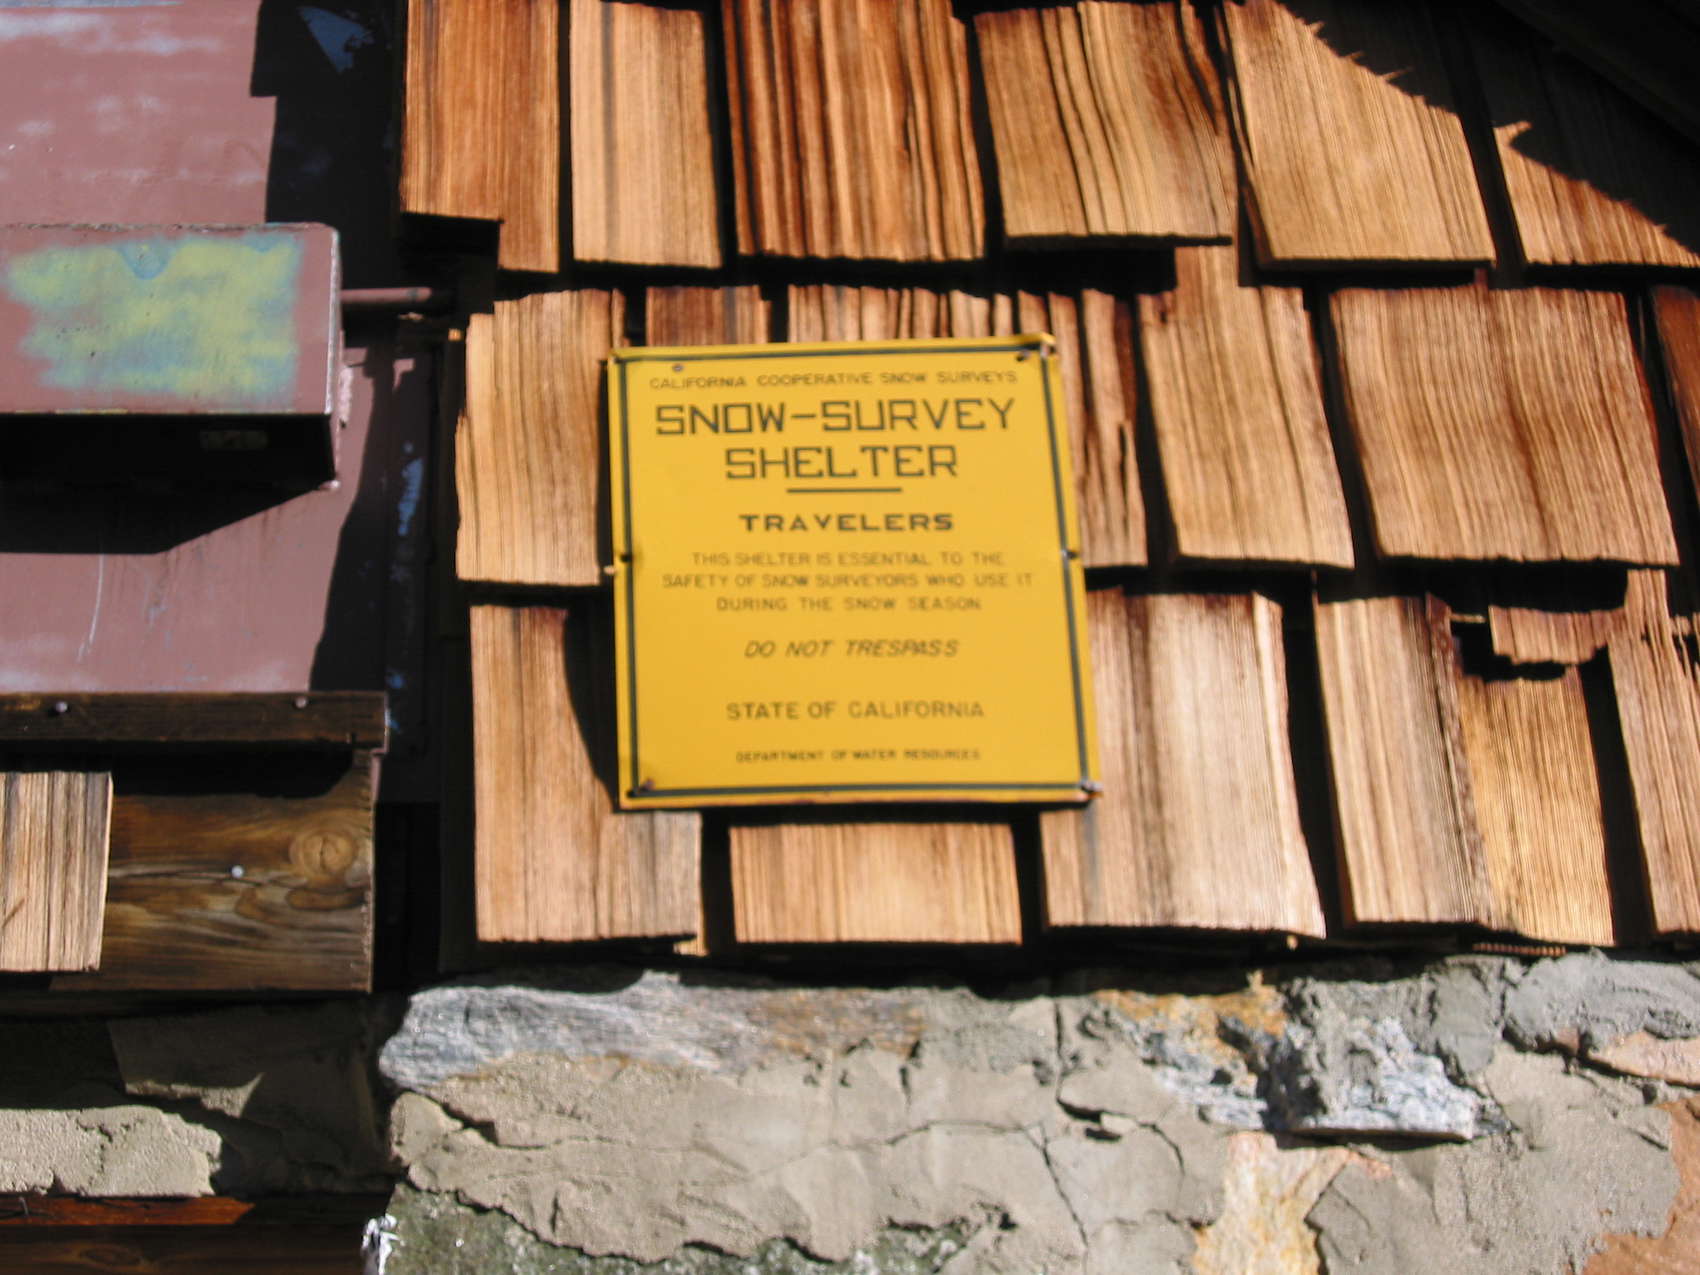 CALIFORNIA COOPERATIVE SNOW SURVEYS
SNOW-SURVEY
SHELTER
TRAVELERS
THIS SHELTER IS ESSENTIAL TO THE
SAFETY OF SNOW SURVEYORS WHO USE IT
DURING THE SNOW SEASON
DO NOT TRESPASS
STATE OF CALIFORNIA
DEPARTMENT OF WATER RESOURCES